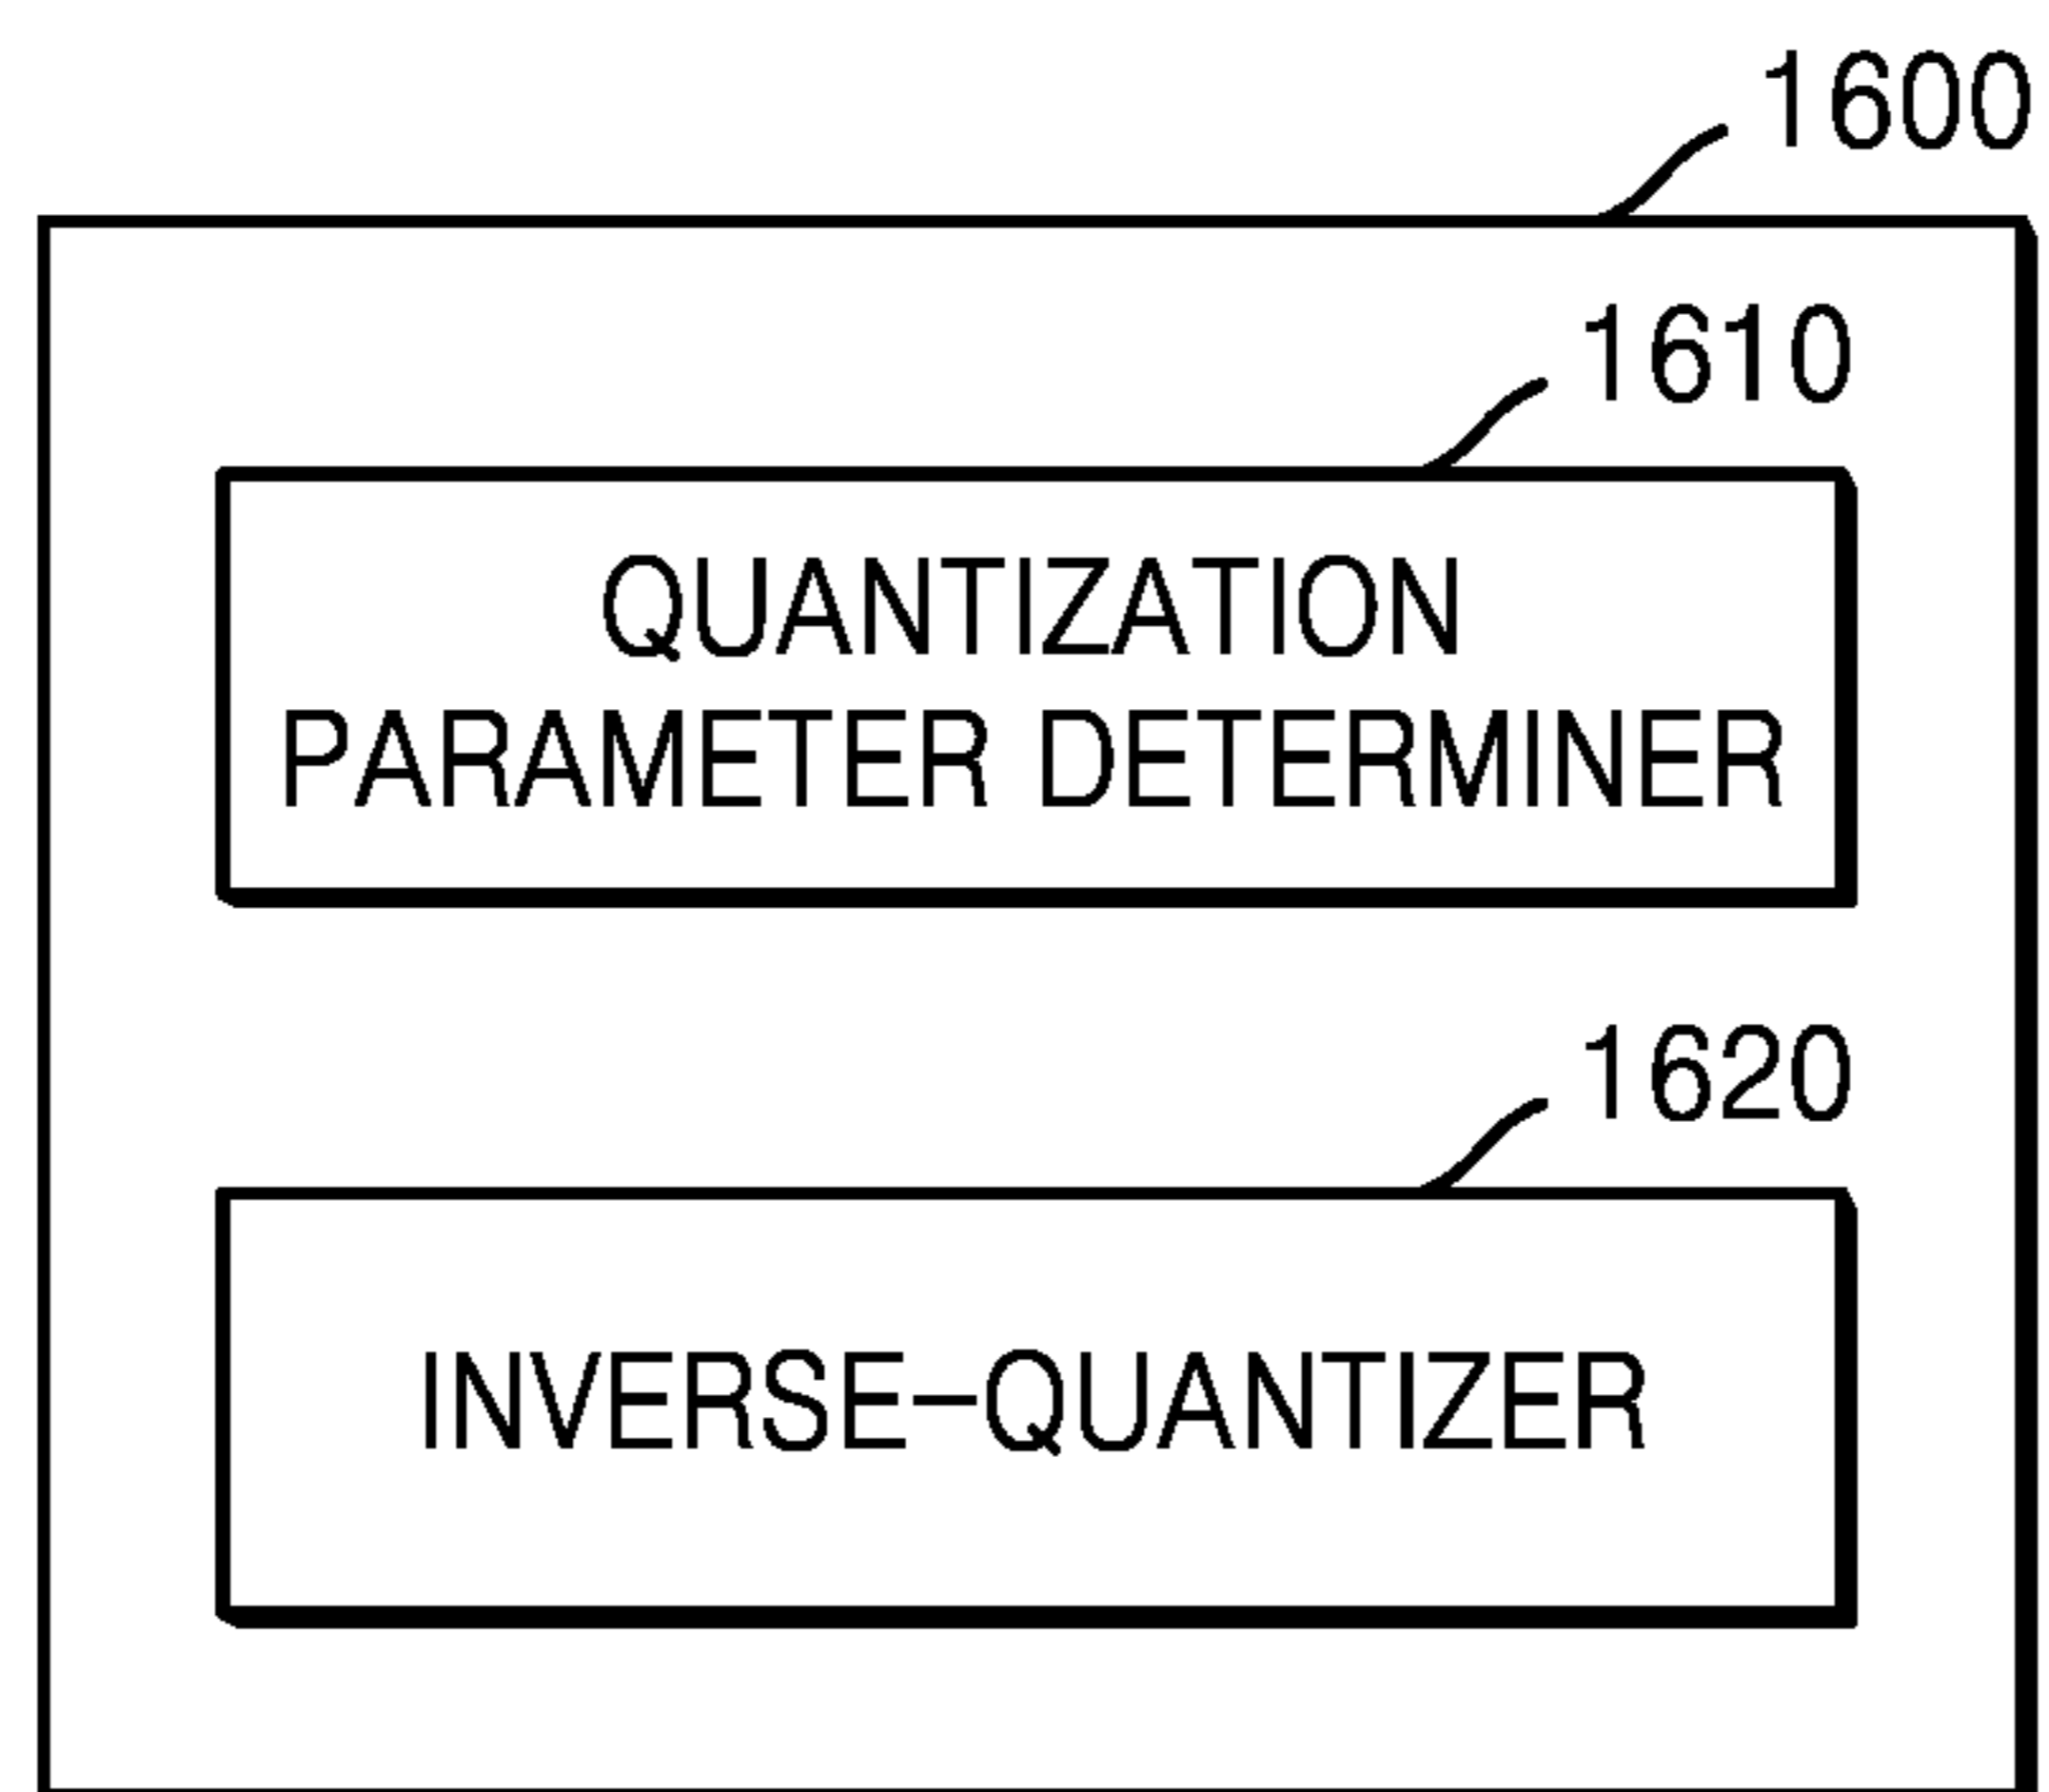 1600
1610
QUANTIZATION
PARAMETER DETERMINER
1620
INVERSE-QUANTIZER